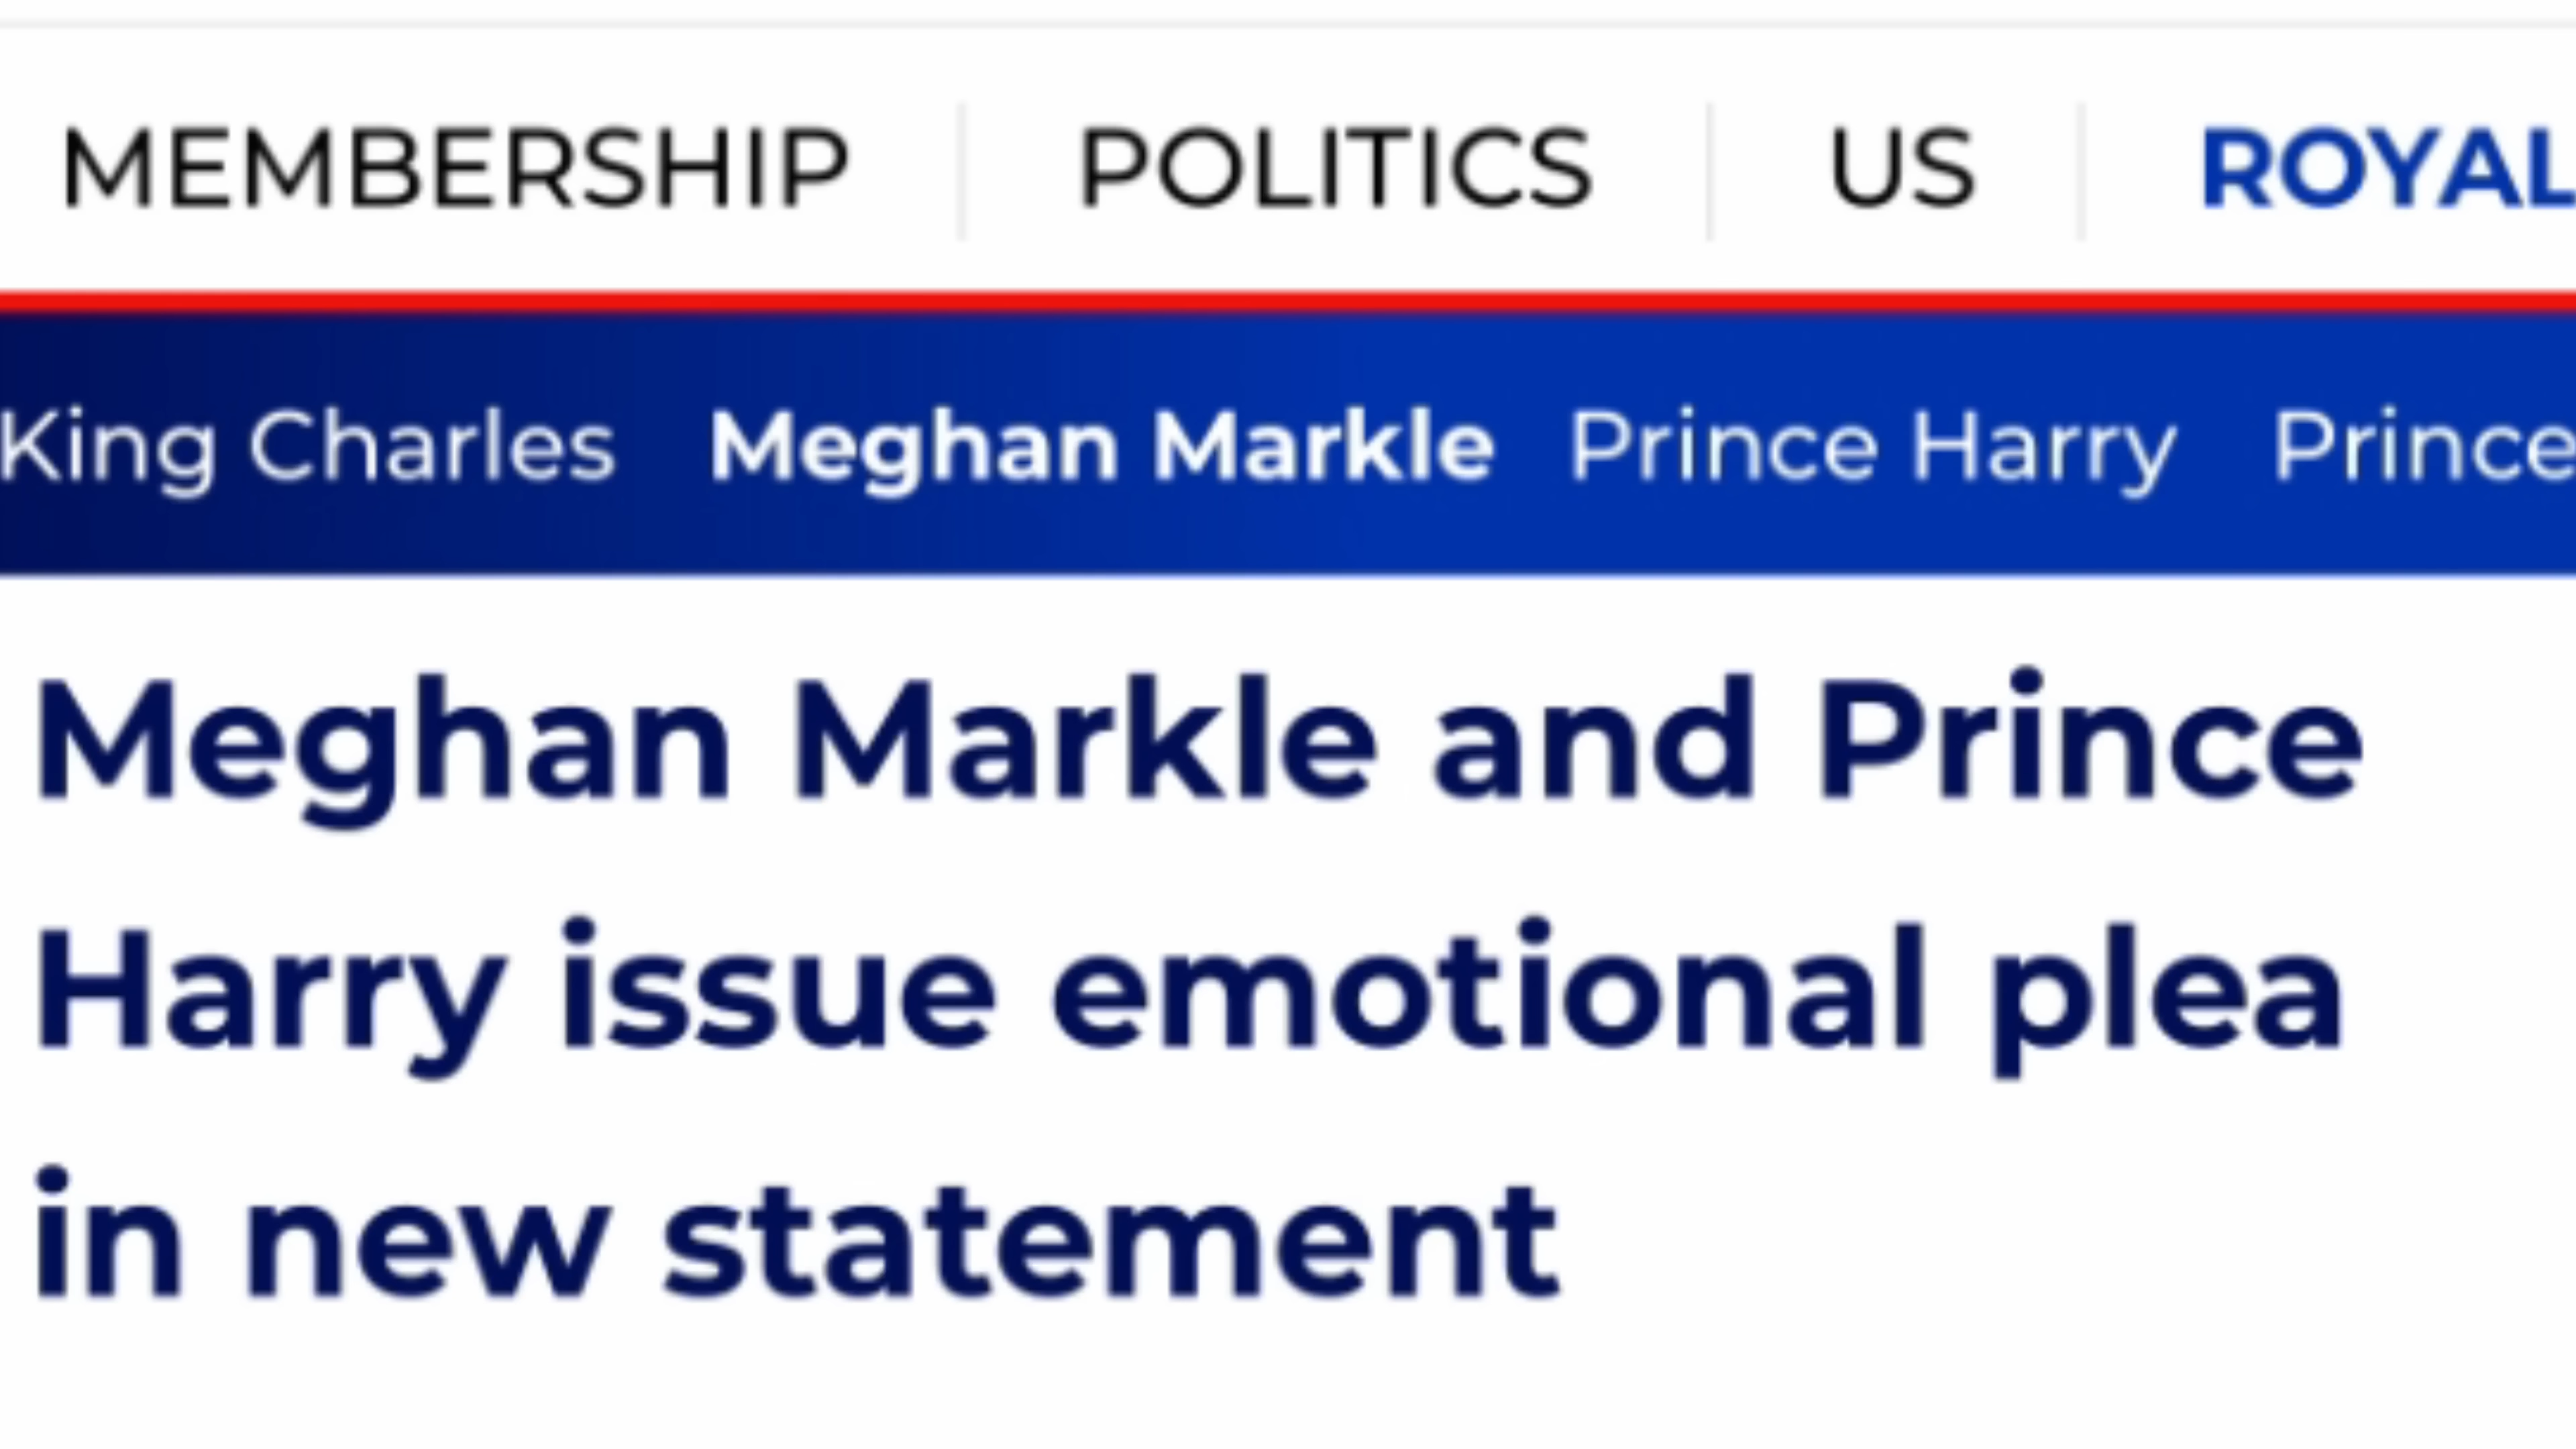 MEMBERSHIP POLITICS US ROYAL
King Charles Meghan Markle Prince Harry Prince
Meghan Markle and Prince
Harry issue emotional plea
in new statement